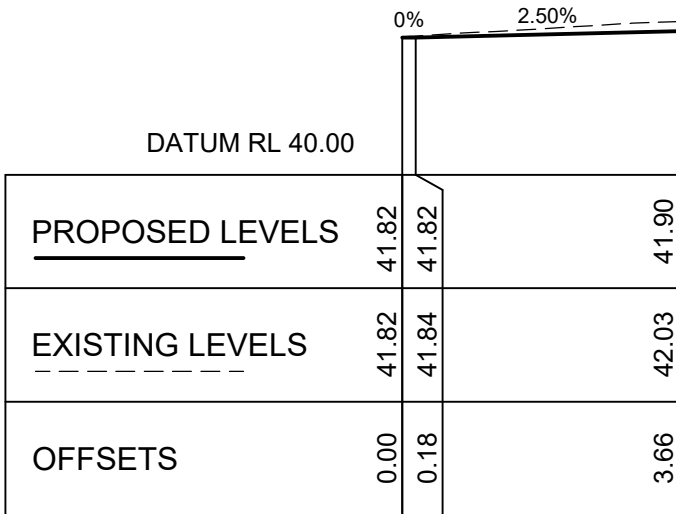 0% 2.50%
DATUM RL 40.00
PROPOSED LEVELS 41.82 41.82 41.90
EXISTING LEVELS 41.82 41.84 42.03
OFFSETS 0.00 0.18 3.66